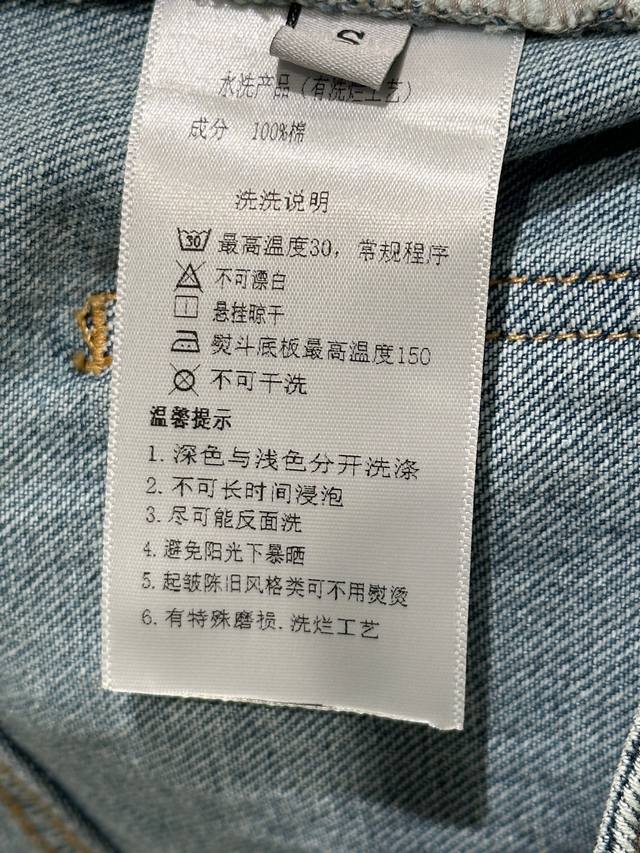 S
水洗产品（有洗烂工艺）
成分 100%棉
洗洗说明
30 最高温度30，常规程序
不可漂白
悬挂晾干
熨斗底板最高温度150
不可干洗
温馨提示
1. 深色与浅色分开洗涤
2. 不可长时间浸泡
3. 尽可能反面洗
4. 避免阳光下暴晒
5. 起皱陈旧风格类可不用熨烫
6. 有特殊磨损.洗烂工艺